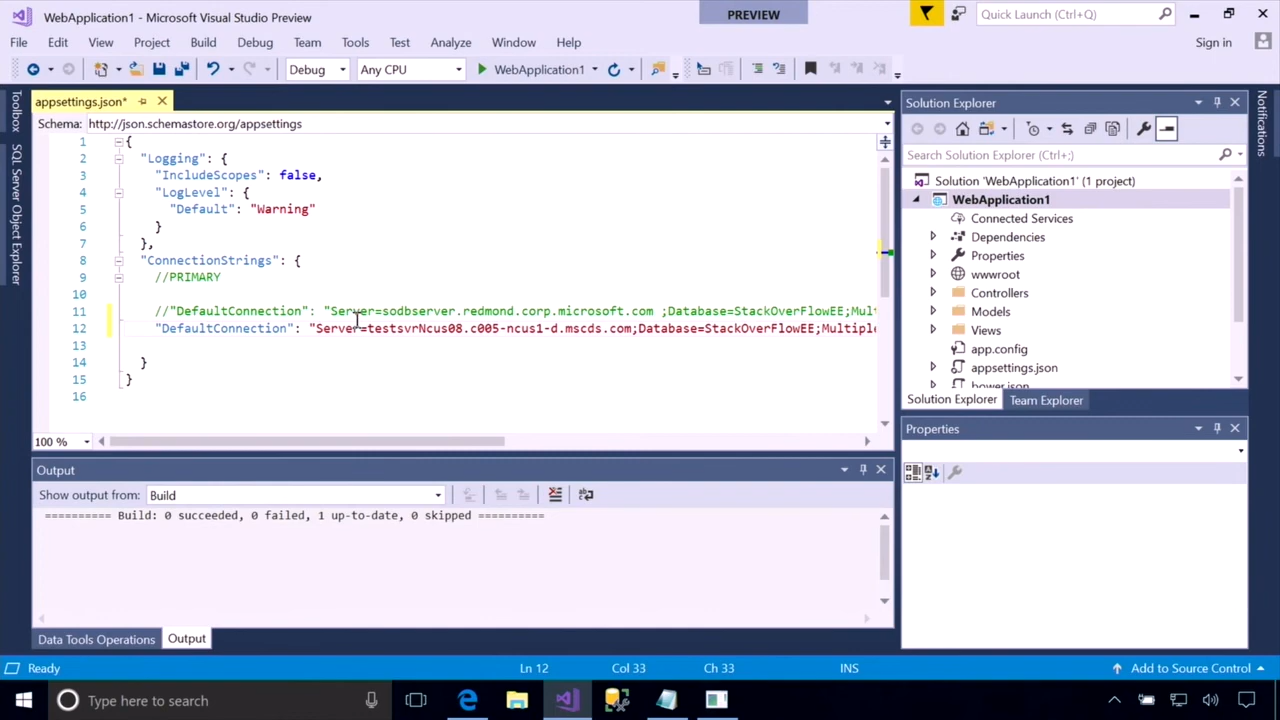 WebApplication1 - Microsoft Visual Studio Preview
PREVIEW
Quick Launch (Ctrl+;)
File Edit View Project Build Debug Team Tools Test Analyze Window Help
Sign in
Debug Any CPU WebApplication1
Toolbox
SQL Server Object Explorer
appsettings.json*
Schema: http://json.schemastore.org/appsettings
1 {
2 "Logging": {
3 "IncludeScopes": false,
4 "LogLevel": {
5 "Default": "Warning"
6 }
7 },
8 "ConnectionStrings": {
9 //PRIMARY
10
11 //"DefaultConnection": "Server=sodbserver.redmond.corp.microsoft.com ;Database=StackOverFlowEE;Mult
12 "DefaultConnection": "Server=testsvrNcus08.c005-ncus1-d.mscds.com;Database=StackOverFlowEE;Multiple
13
14 }
15 }
16
100 %
Output
Show output from: Build
========== Build: 0 succeeded, 0 failed, 1 up-to-date, 0 skipped ==========
Data Tools Operations Output
Solution Explorer
Search Solution Explorer (Ctrl+;)
Solution 'WebApplication1' (1 project)
WebApplication1
Connected Services
Dependencies
Properties
wwwroot
Controllers
Models
Views
app.config
appsettings.json
bower.json
Solution Explorer Team Explorer
Properties
Notifications
Ready Ln 12 Col 33 Ch 33 INS Add to Source Control
Type here to search